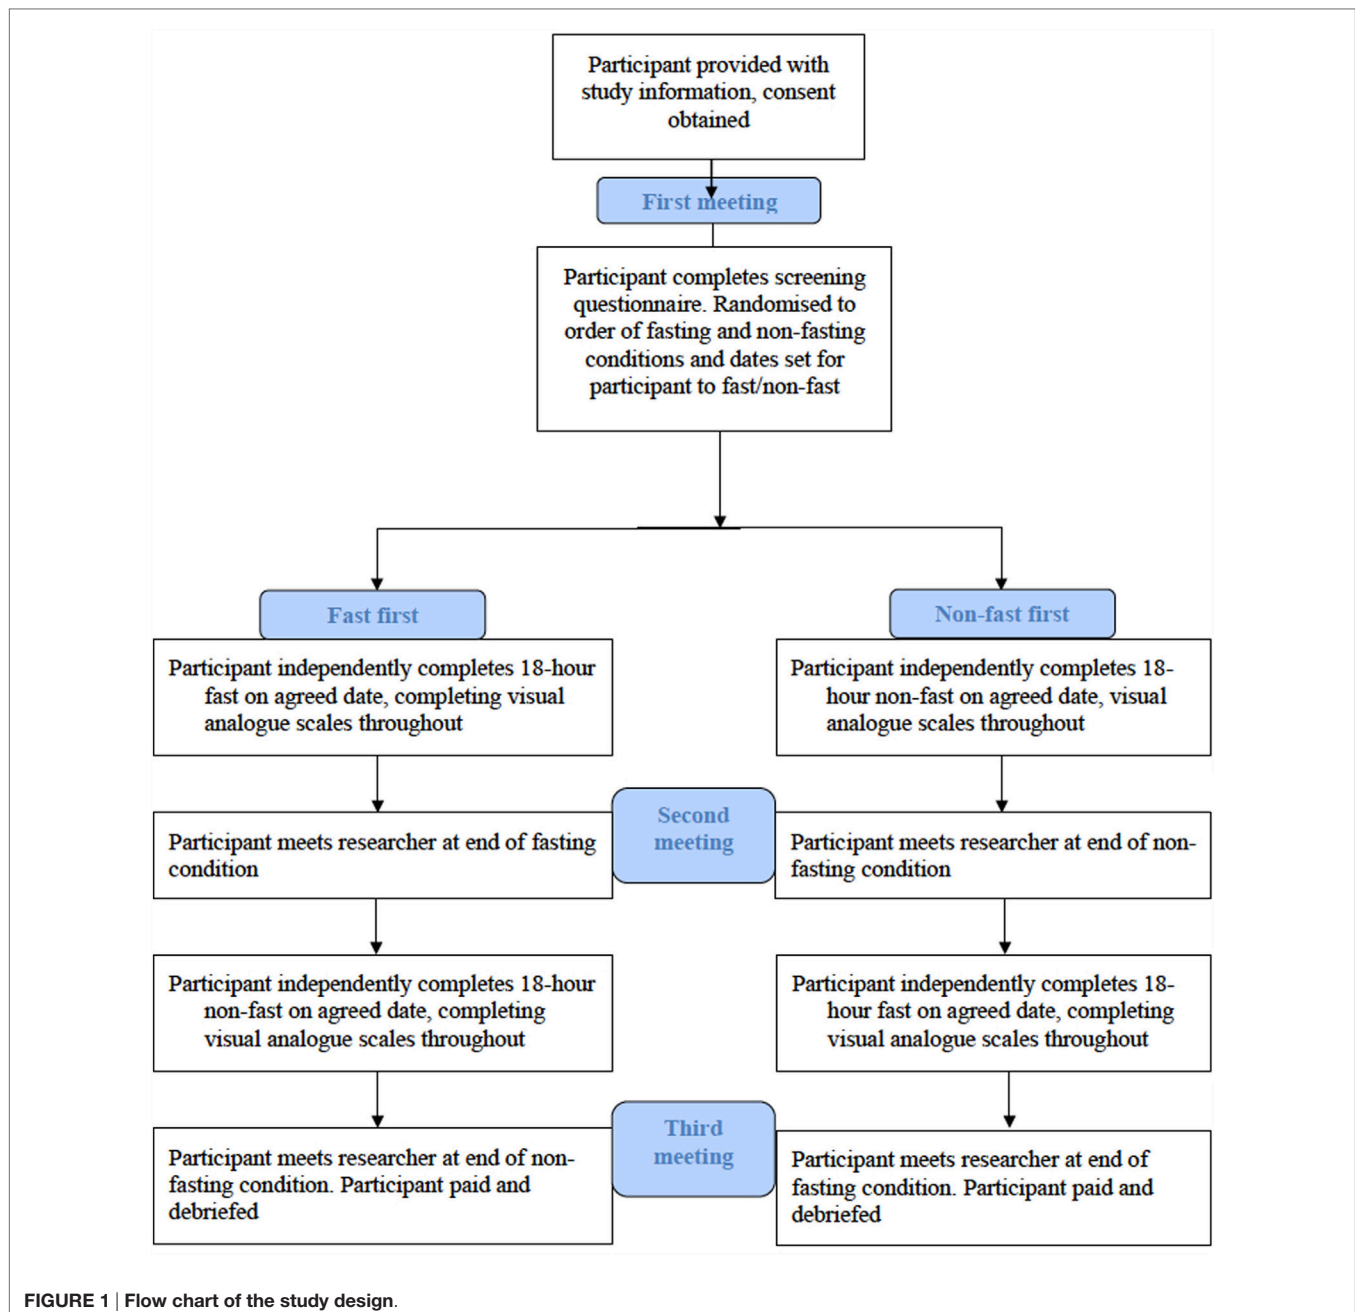 Participant provided with
study information, consent
obtained
First meeting
Participant completes screening
questionnaire. Randomised to
order of fasting and non-fasting
conditions and dates set for
participant to fast/non-fast
Fast first
Participant independently completes 18-hour
fast on agreed date, completing visual
analogue scales throughout
Non-fast first
Participant independently completes 18-
hour non-fast on agreed date, visual
analogue scales throughout
Participant meets researcher at end of fasting
condition
Second
meeting
Participant meets researcher at end of non-
fasting condition
Participant independently completes 18-hour
non-fast on agreed date, completing
visual analogue scales throughout
Participant independently completes 18-
hour fast on agreed date, completing
visual analogue scales throughout
Participant meets researcher at end of non-
fasting condition. Participant paid and
debriefed
Third
meeting
Participant meets researcher at end of
fasting condition. Participant paid and
debriefed
FIGURE 1 | Flow chart of the study design.